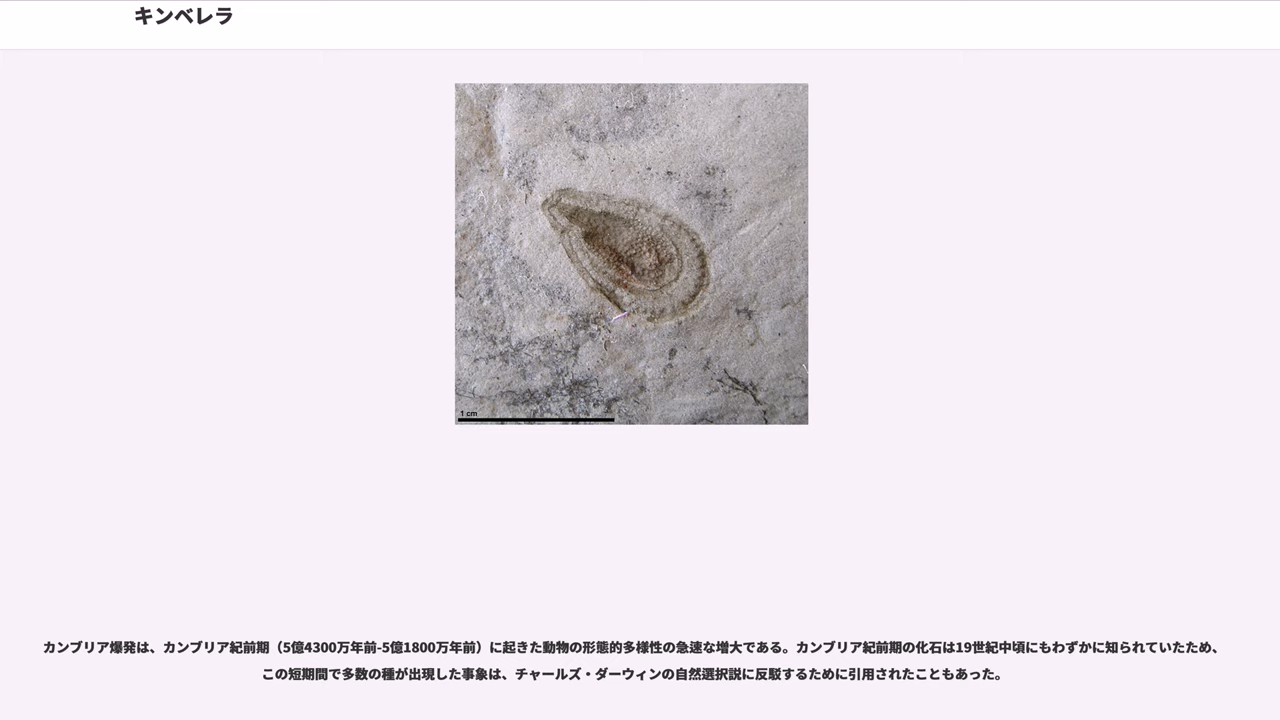 キンベレラ
1 cm
カンブリア爆発は、カンブリア紀前期（5億4300万年前-5億1800万年前）に起きた動物の形態的多様性の急速な増大である。カンブリア紀前期の化石は19世紀中頃にもわずかに知られていたため、
この短期間で多数の種が出現した事象は、チャールズ・ダーウィンの自然選択説に反駁するために引用されたこともあった。